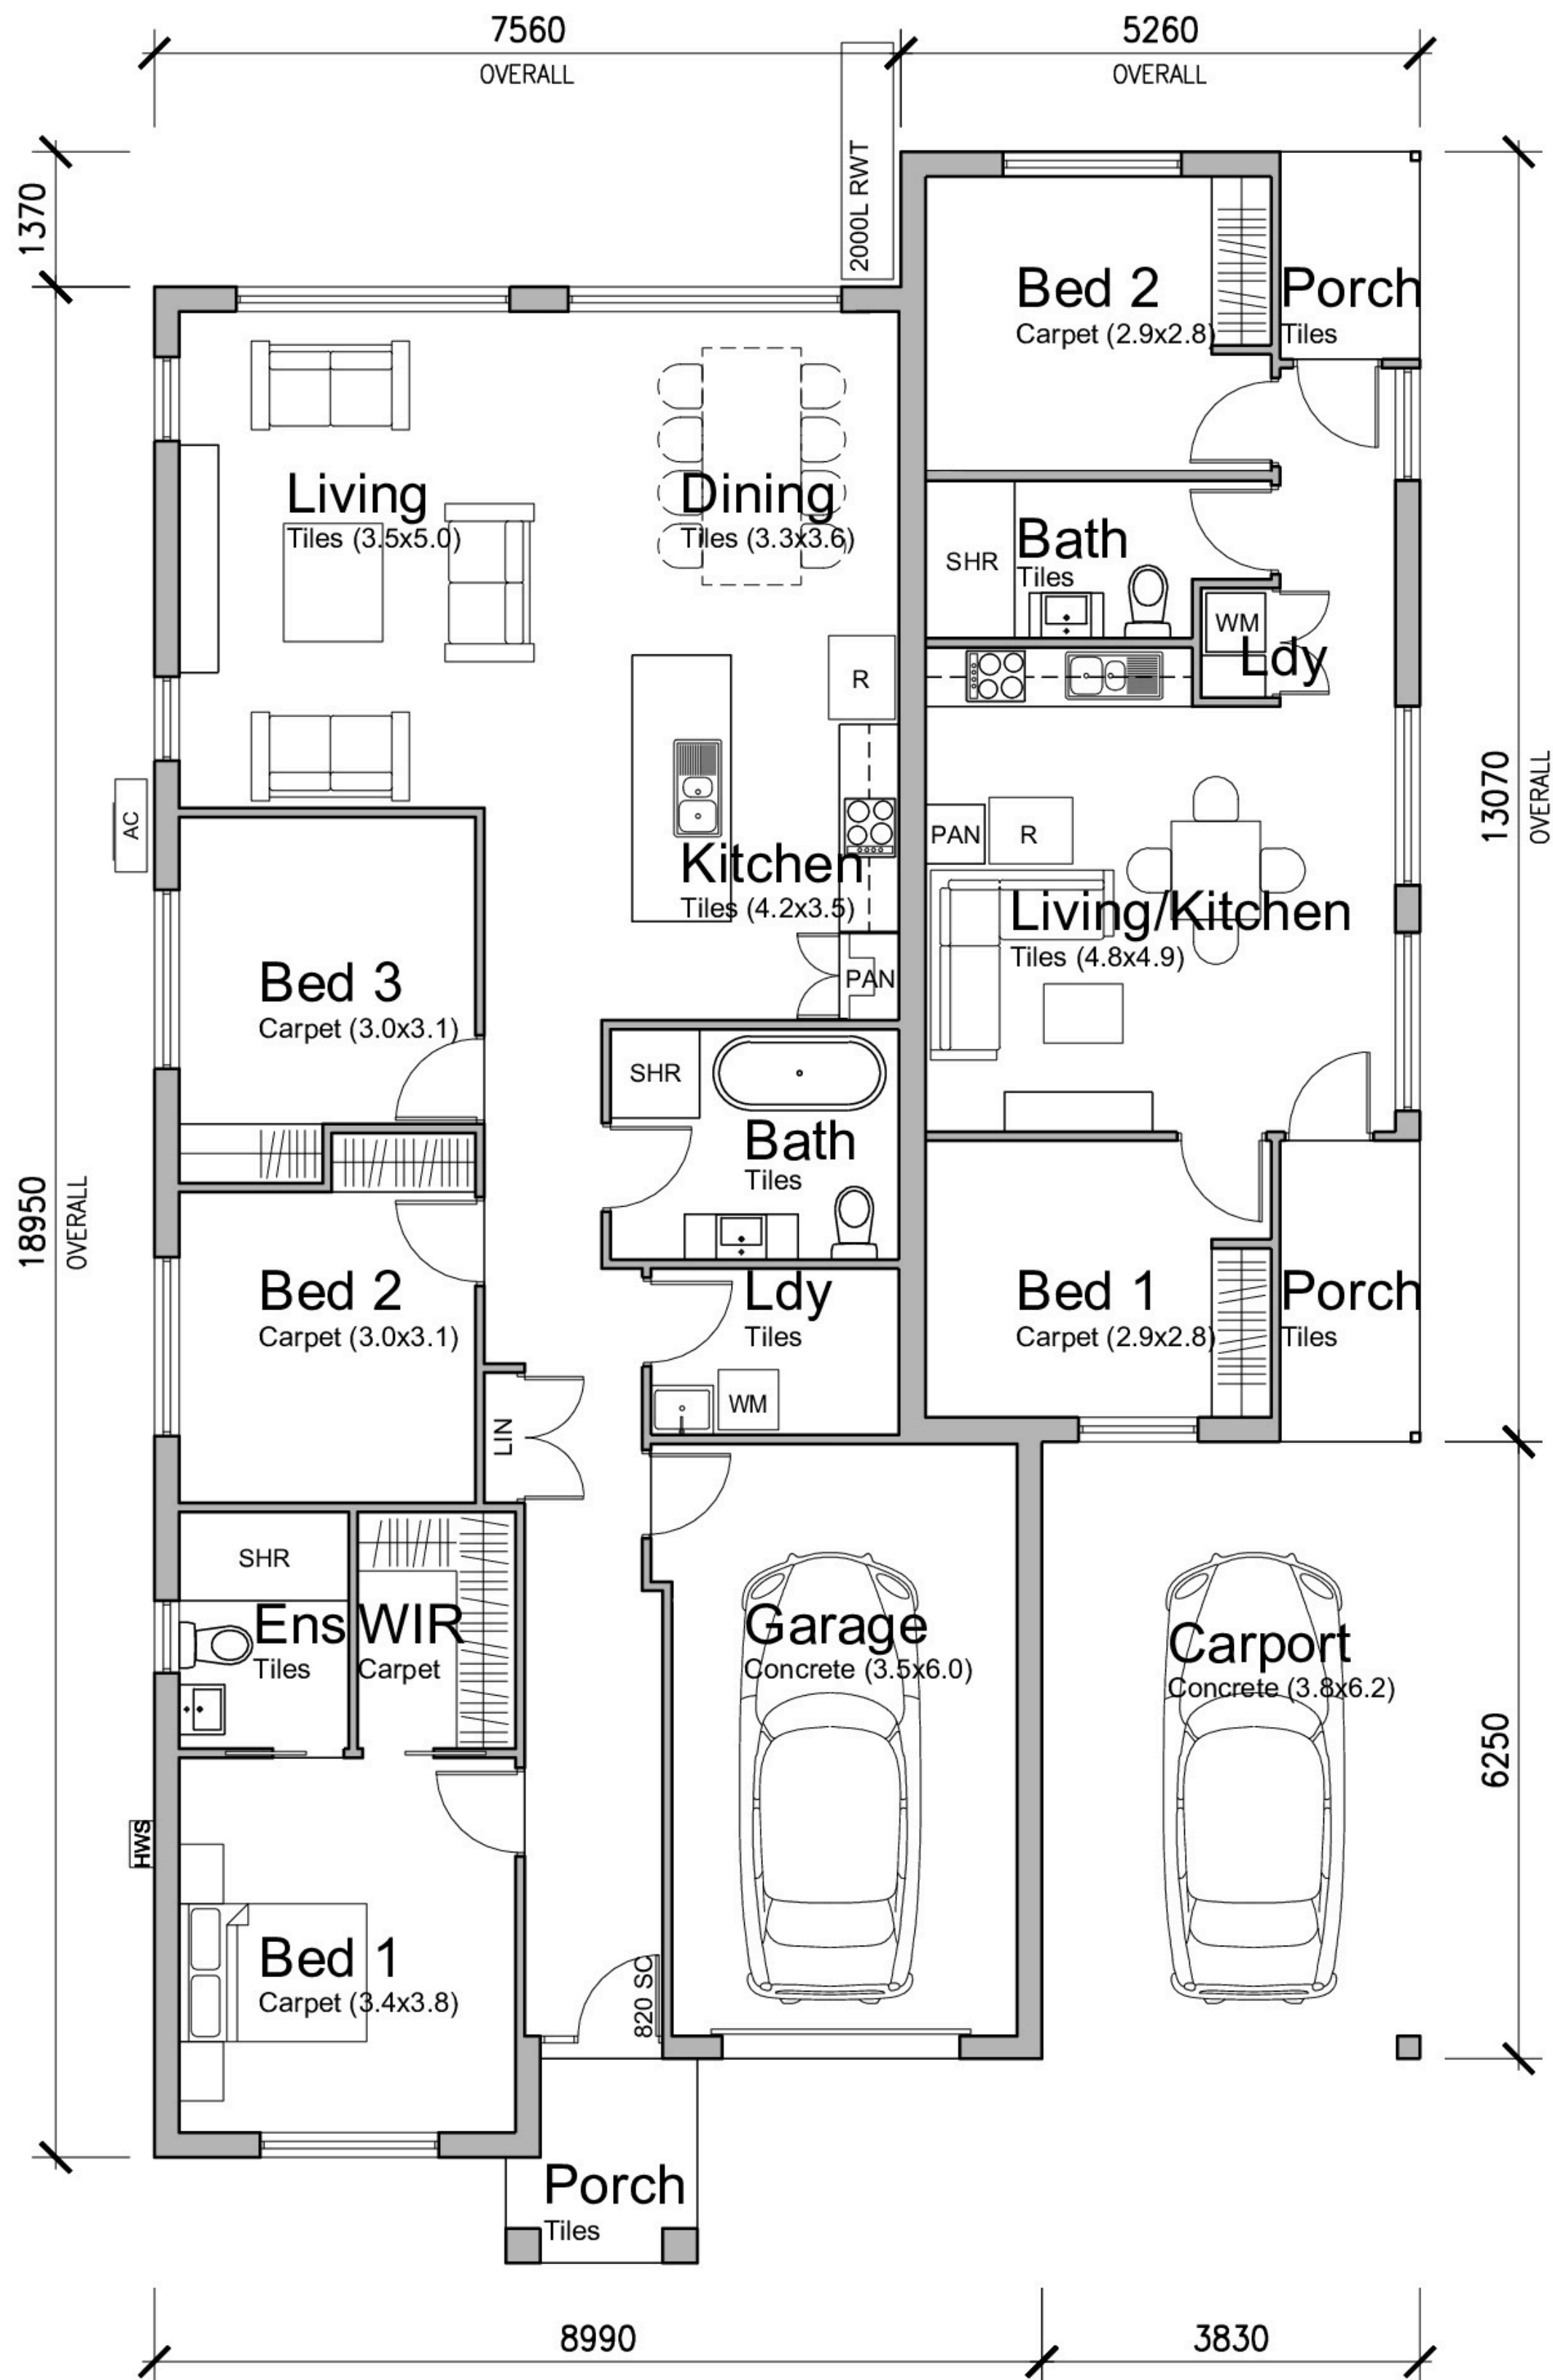 7560
OVERALL
5260
OVERALL
1370
2000L RWT
Bed 2
Carpet (2.9x2.8)
Porch
Tiles
Living
Tiles (3.5x5.0)
Dining
Tiles (3.3x3.6)
SHR
Bath
Tiles
WM
Ldy
R
AC
Kitchen
Tiles (4.2x3.5)
PAN
R
PAN
Living/Kitchen
Tiles (4.8x4.9)
13070
OVERALL
Bed 3
Carpet (3.0x3.1)
SHR
Bath
Tiles
18950
OVERALL
Bed 2
Carpet (3.0x3.1)
Ldy
Tiles
WM
LIN
Bed 1
Carpet (2.9x2.8)
Porch
Tiles
SHR
Ens
Tiles
WIR
Carpet
Garage
Concrete (3.5x6.0)
Carport
Concrete (3.8x6.2)
6250
HWS
Bed 1
Carpet (3.4x3.8)
820 SC
Porch
Tiles
8990
3830